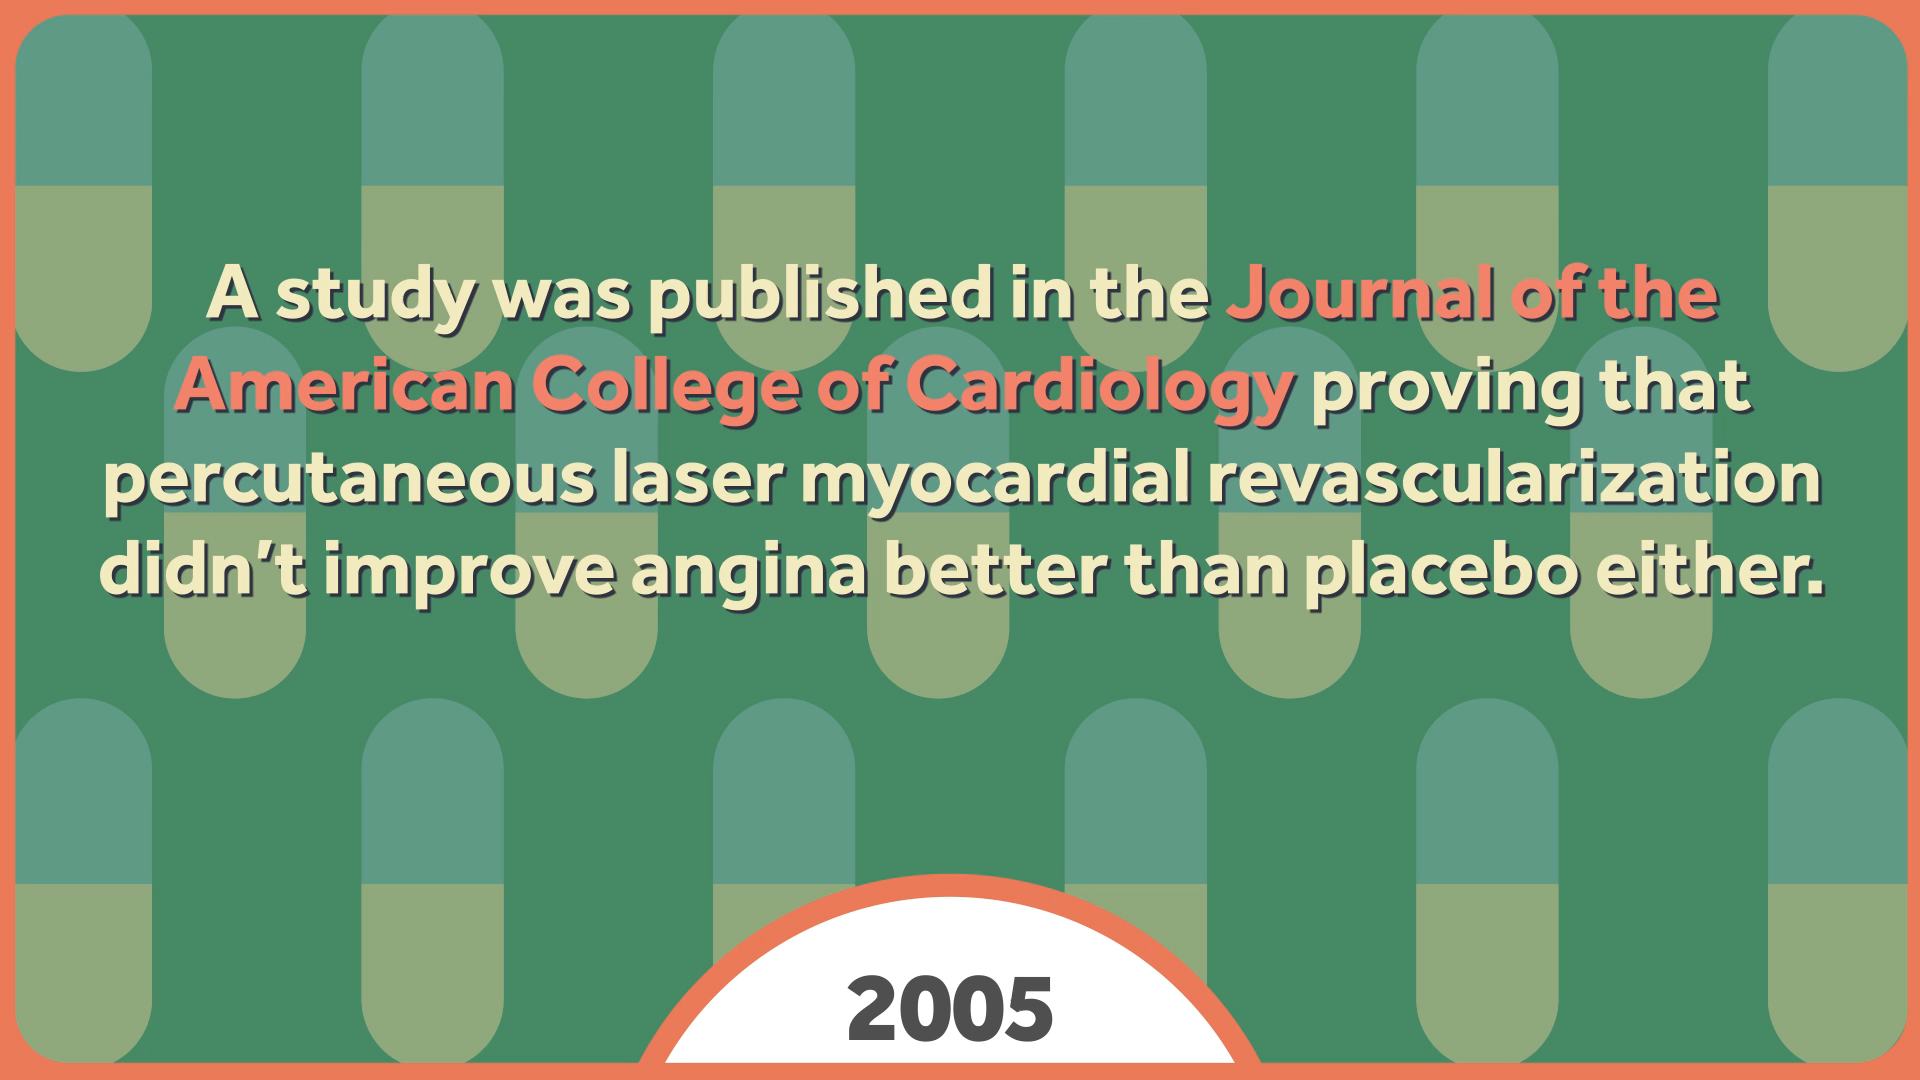 A study was published in the Journal of the
American College of Cardiology proving that
percutaneous laser myocardial revascularization
didn't improve angina better than placebo either.
2005